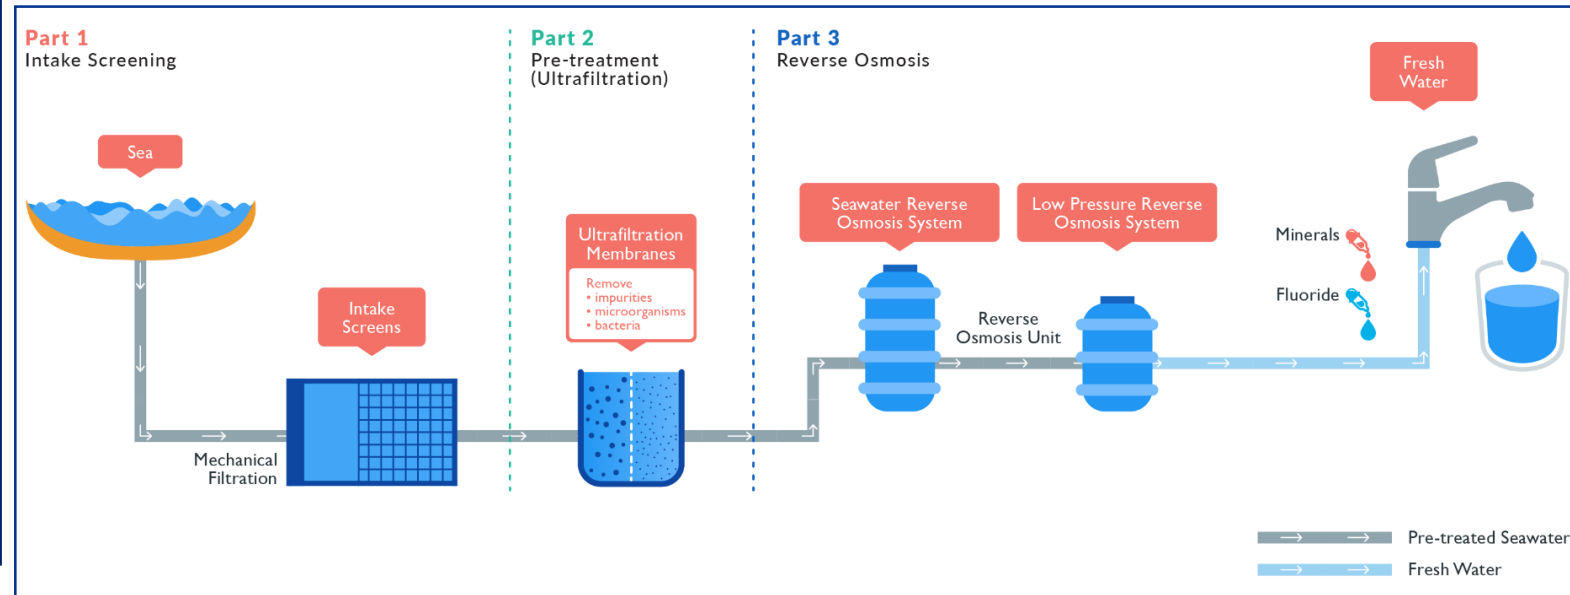 Part 1
Intake Screening
Part 2
Pre-treatment
(Ultrafiltration)
Part 3
Reverse Osmosis
Fresh
Water
Sea
Seawater Reverse
Osmosis System
Low Pressure Reverse
Osmosis System
Ultrafiltration
Membranes
Remove
• impurities
• microorganisms
• bacteria
Minerals
Fluoride
Intake
Screens
Reverse
Osmosis Unit
Mechanical
Filtration
Pre-treated Seawater
Fresh Water